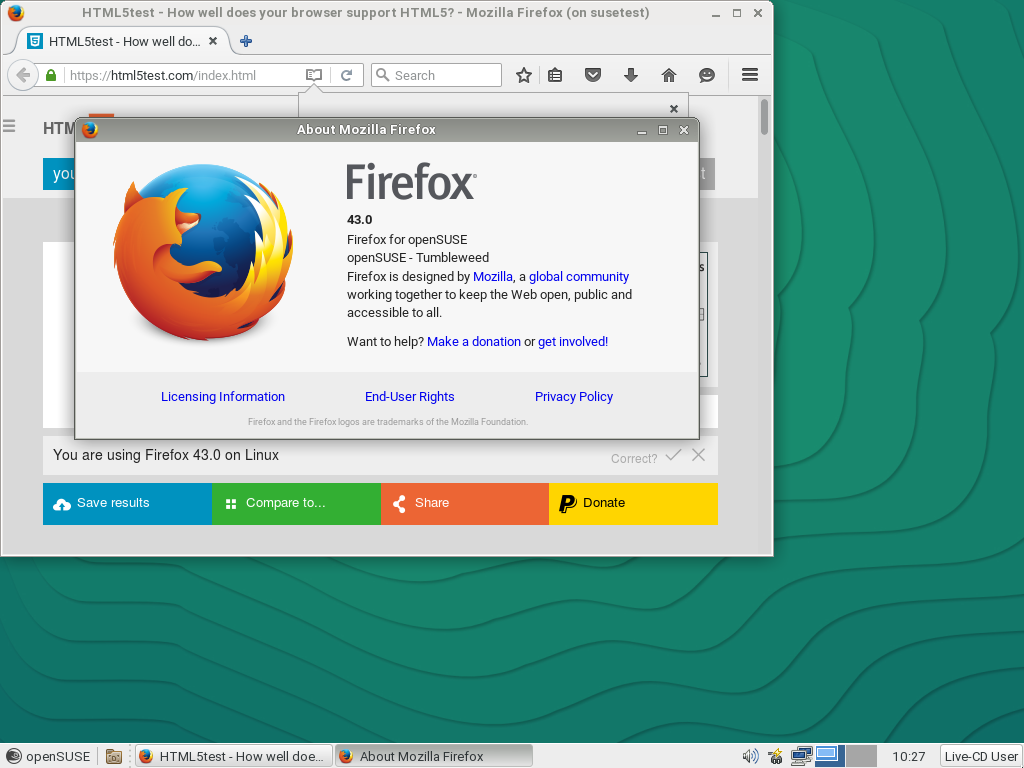 HTML5test - How well does your browser support HTML5? - Mozilla Firefox (on susetest)
HTML5test - How well do...
https://html5test.com/index.html
Search
About Mozilla Firefox
Firefox
43.0
Firefox for openSUSE
openSUSE - Tumbleweed
Firefox is designed by Mozilla, a global community
working together to keep the Web open, public and
accessible to all.
Want to help? Make a donation or get involved!
Licensing Information End-User Rights Privacy Policy
Firefox and the Firefox logos are trademarks of the Mozilla Foundation.
You are using Firefox 43.0 on Linux
Correct?
Save results Compare to... Share Donate
openSUSE
HTML5test - How well doe...
About Mozilla Firefox
10:27
Live-CD User